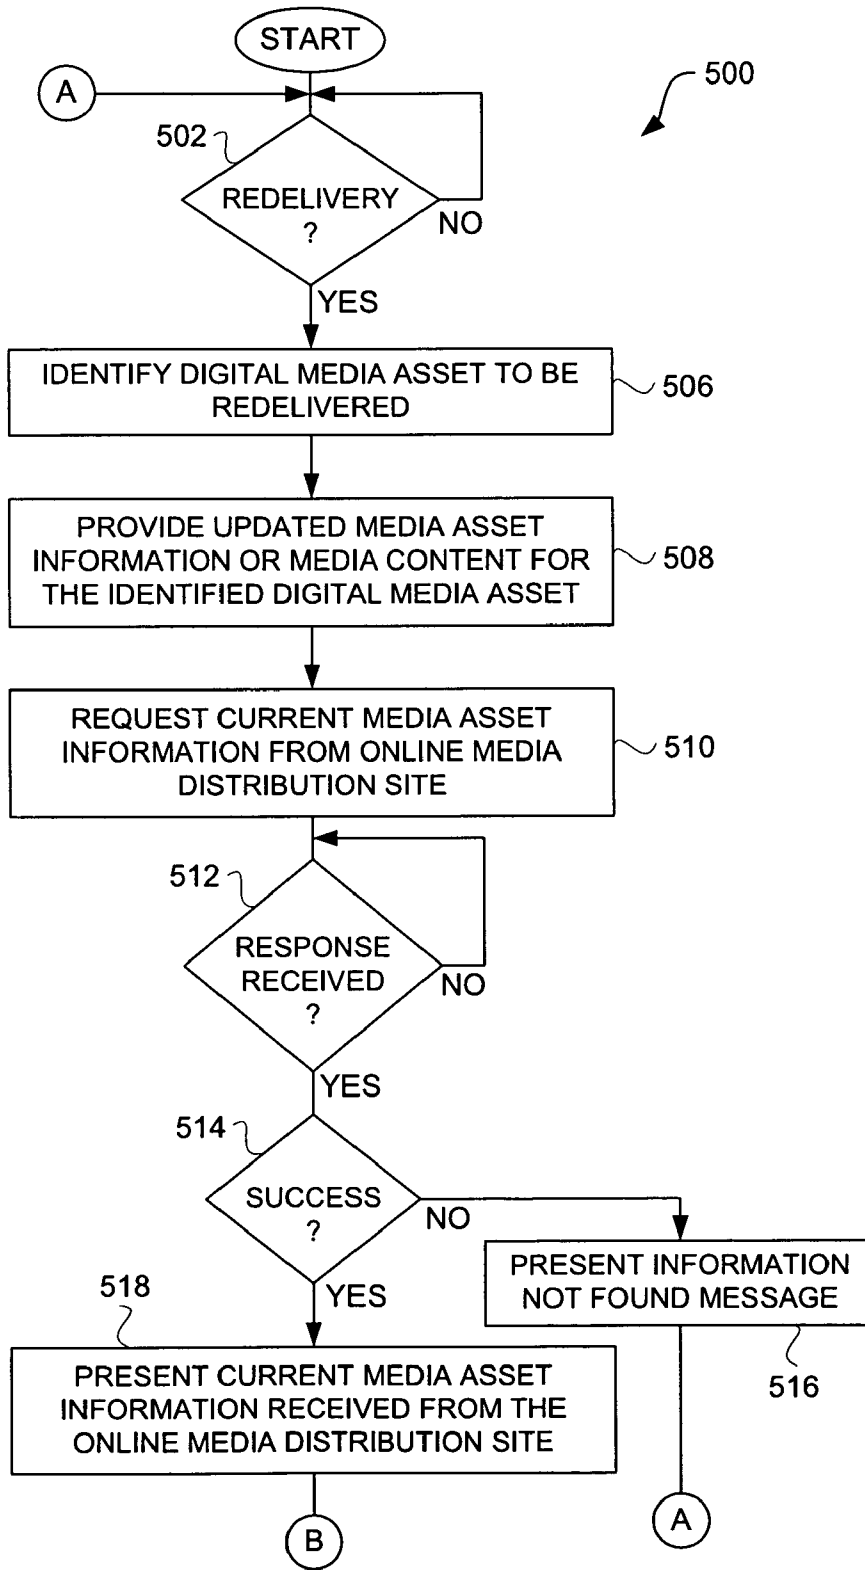 START
A
500
502
REDELIVERY
?
NO
YES
IDENTIFY DIGITAL MEDIA ASSET TO BE
REDELIVERED
506
PROVIDE UPDATED MEDIA ASSET
INFORMATION OR MEDIA CONTENT FOR
THE IDENTIFIED DIGITAL MEDIA ASSET
508
REQUEST CURRENT MEDIA ASSET
INFORMATION FROM ONLINE MEDIA
DISTRIBUTION SITE
510
512
RESPONSE
RECEIVED
?
NO
YES
514
SUCCESS
?
NO
YES
PRESENT INFORMATION
NOT FOUND MESSAGE
516
518
PRESENT CURRENT MEDIA ASSET
INFORMATION RECEIVED FROM THE
ONLINE MEDIA DISTRIBUTION SITE
A
B